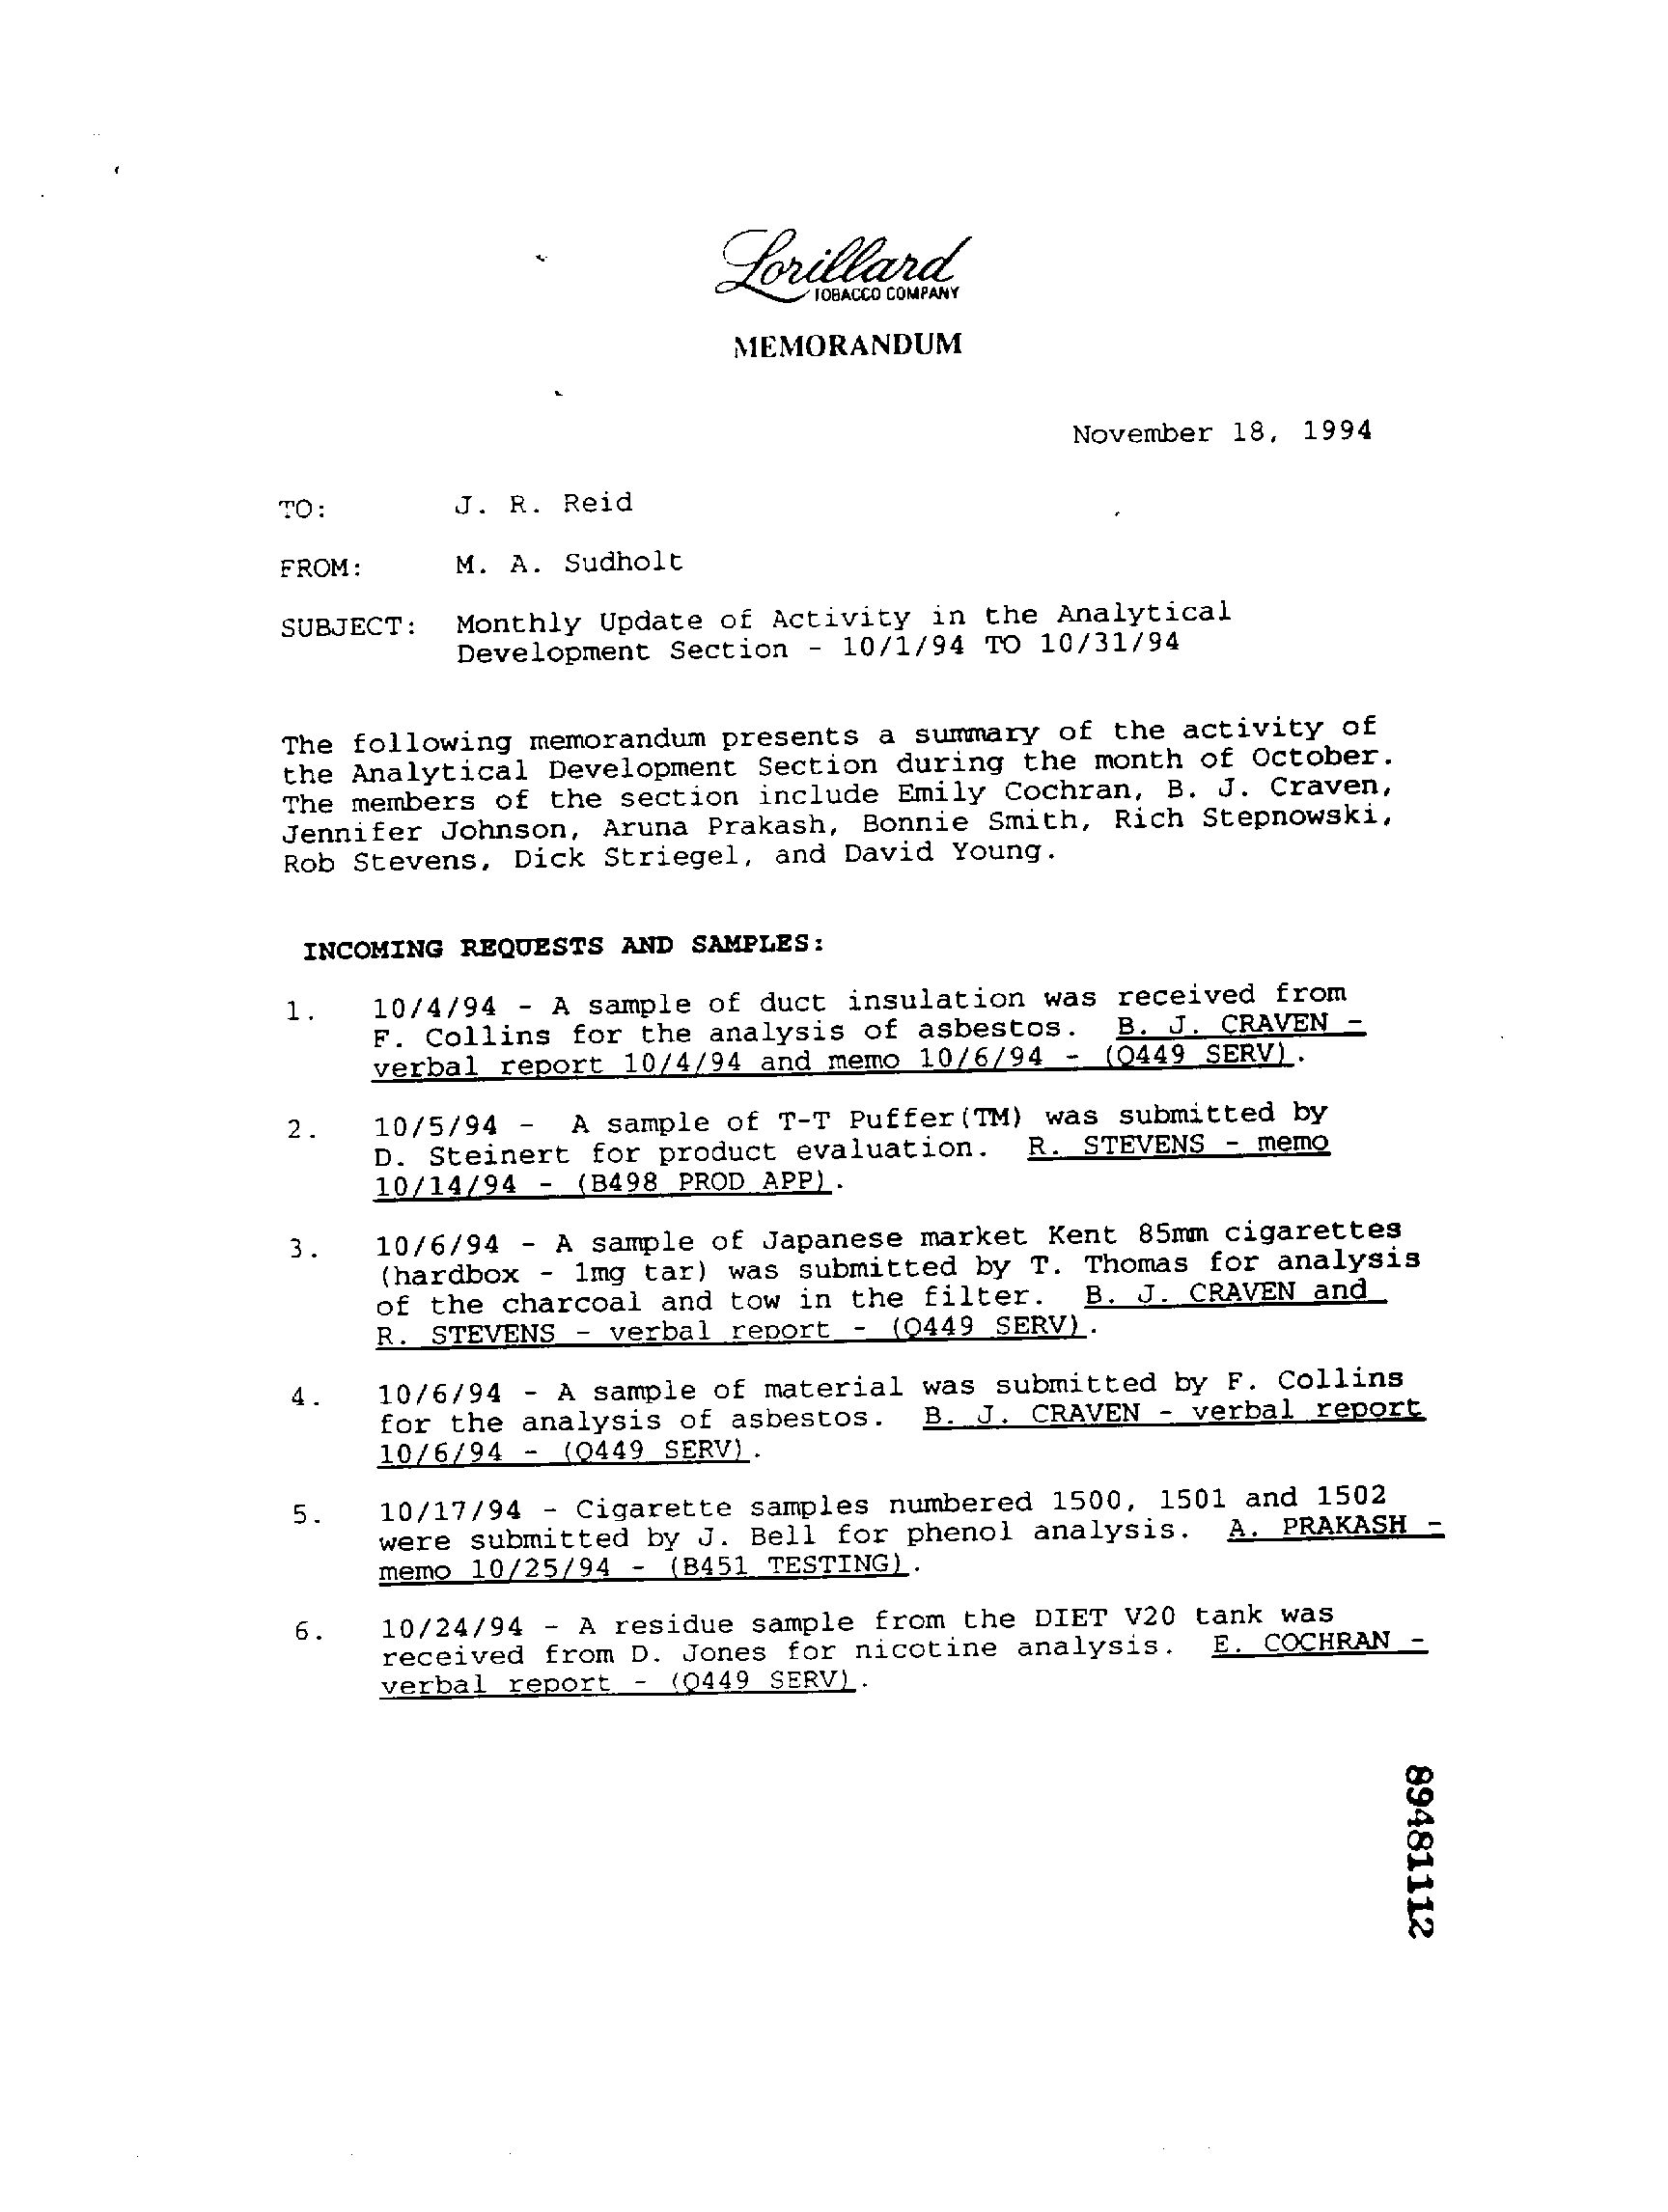 Lorillard
TOBACCO COMPANY
MEMORANDUM
November 18, 1994
TO: J. R. Reid
FROM: M. A. Sudholt
SUBJECT: Monthly Update of Activity in the Analytical
Development Section - 10/1/94 TO 10/31/94
The following memorandum presents a summary of the activity of
the Analytical Development Section during the month of October.
The members of the section include Emily Cochran, B. J. Craven,
Jennifer Johnson, Aruna Prakash, Bonnie Smith, Rich Stepnowski,
Rob Stevens, Dick Striegel, and David Young.
INCOMING REQUESTS AND SAMPLES:
1. 10/4/94 - A sample of duct insulation was received from
F. Collins for the analysis of asbestos. B. J. CRAVEN -
verbal report 10/4/94 and memo 10/6/94 - (Q449 SERV).
2. 10/5/94 - A sample of T-T Puffer(TM) was submitted by
D. Steinert for product evaluation. R. STEVENS - memo
10/14/94 - (B498 PROD APP).
3. 10/6/94 - A sample of Japanese market Kent 85mm cigarettes
(hardbox - 1mg tar) was submitted by T. Thomas for analysis
of the charcoal and tow in the filter. B. J. CRAVEN and
R. STEVENS - verbal report - (Q449 SERV).
4. 10/6/94 - A sample of material was submitted by F. Collins
for the analysis of asbestos. B. J. CRAVEN - verbal report
10/6/94 - (Q449 SERV).
5. 10/17/94 - Cigarette samples numbered 1500, 1501 and 1502
were submitted by J. Bell for phenol analysis. A. PRAKASH -
memo 10/25/94 - (B451 TESTING).
6. 10/24/94 - A residue sample from the DIET V20 tank was
received from D. Jones for nicotine analysis. E. COCHRAN -
verbal report - (Q449 SERV).
89481112